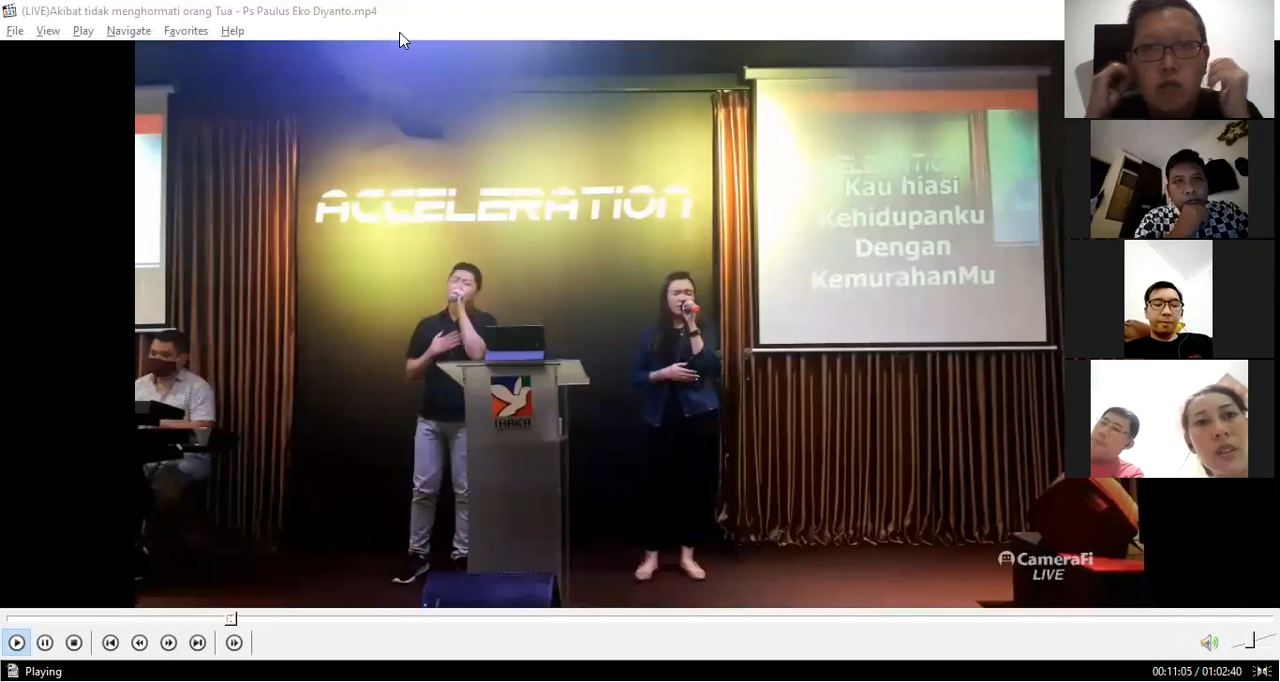 (LIVE)Akibat tidak menghormati orang Tua - Ps Paulus Eko Diyanto.mp4
File View Play Navigate Favorites Help
ACCELERATION
Kau hiasi
Kehidupanku
Dengan
KemurahanMu
CameraFi
LIVE
Playing
00:11:05 / 01:02:40